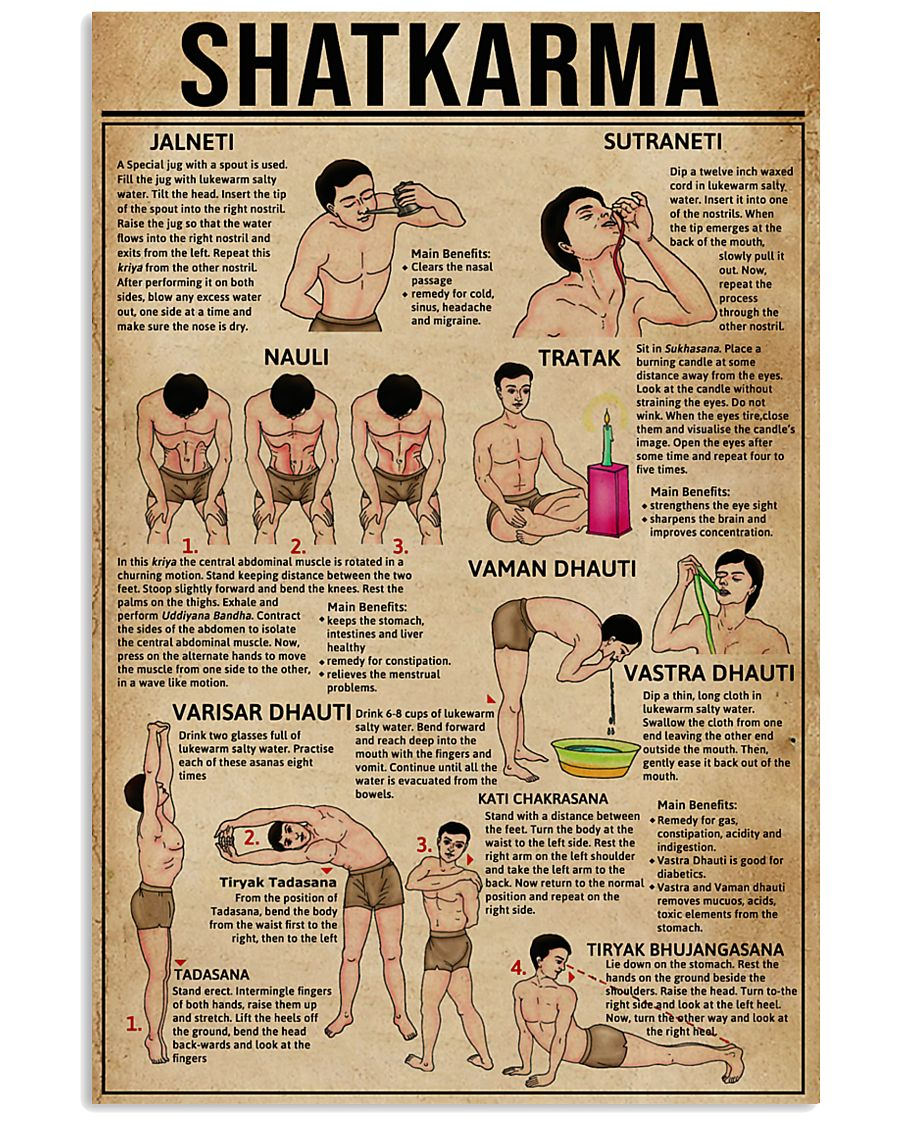 SHATKARMA
JALNETI
A Special jug with a spout is used.
Fill the jug with lukewarm salty
water. Tilt the head. Insert the tip
of the spout into the right nostril.
Raise the jug so that the water
flows into the right nostril and
exits from the left. Repeat this
kriya from the other nostril.
After performing it on both
sides, blow any excess water
out, one side at a time and
make sure the nose is dry.
Main Benefits:
◆ Clears the nasal
passage
◆ remedy for cold,
sinus, headache
and migraine.
SUTRANETI
Dip a twelve inch waxed
cord in lukewarm salty
water. Insert it into one
of the nostrils. When
the tip emerges at the
back of the mouth,
slowly pull it
out. Now,
repeat the
process
through the
other nostril.
NAULI
1.
2.
3.
In this kriya the central abdominal muscle is rotated in a
churning motion. Stand keeping distance between the two
feet. Stoop slightly forward and bend the knees. Rest the
palms on the thighs. Exhale and
perform Uddiyana Bandha. Contract
the sides of the abdomen to isolate
the central abdominal muscle. Now,
press on the alternate hands to move
the muscle from one side to the other,
in a wave like motion.
Main Benefits:
◆ keeps the stomach,
intestines and liver
healthy
◆ remedy for constipation.
◆ relieves the menstrual
problems.
TRATAK
Sit in Sukhasana. Place a
burning candle at some
distance away from the eyes.
Look at the candle without
straining the eyes. Do not
wink. When the eyes tire,close
them and visualise the candle's
image. Open the eyes after
some time and repeat four to
five times.
Main Benefits:
◆ strengthens the eye sight
◆ sharpens the brain and
improves concentration.
VAMAN DHAUTI
Drink 6-8 cups of lukewarm
salty water. Bend forward
and reach deep into the
mouth with the fingers and
vomit. Continue until all the
water is evacuated from the
bowels.
VASTRA DHAUTI
Dip a thin, long cloth in
lukewarm salty water.
Swallow the cloth from one
end leaving the other end
outside the mouth. Then,
gently ease it back out of the
mouth.
Main Benefits:
◆ Remedy for gas,
constipation, acidity and
indigestion.
◆ Vastra Dhauti is good for
diabetics.
◆ Vastra and Vaman dhauti
removes mucuos, acids,
toxic elements from the
stomach.
VARISAR DHAUTI
Drink two glasses full of
lukewarm salty water. Practise
each of these asanas eight
times
1.
TADASANA
Stand erect. Intermingle fingers
of both hands, raise them up
and stretch. Lift the heels off
the ground, bend the head
back-wards and look at the
fingers
2.
Tiryak Tadasana
From the position of
Tadasana, bend the body
from the waist first to the
right, then to the left
3.
KATI CHAKRASANA
Stand with a distance between
the feet. Turn the body at the
waist to the left side. Rest the
right arm on the left shoulder
and take the left arm to the
back. Now return to the normal
position and repeat on the
right side.
4.
TIRYAK BHUJANGASANA
Lie down on the stomach. Rest the
hands on the ground beside the
shoulders. Raise the head. Turn to-the
right side and look at the left heel.
Now, turn the other way and look at
the right heel.